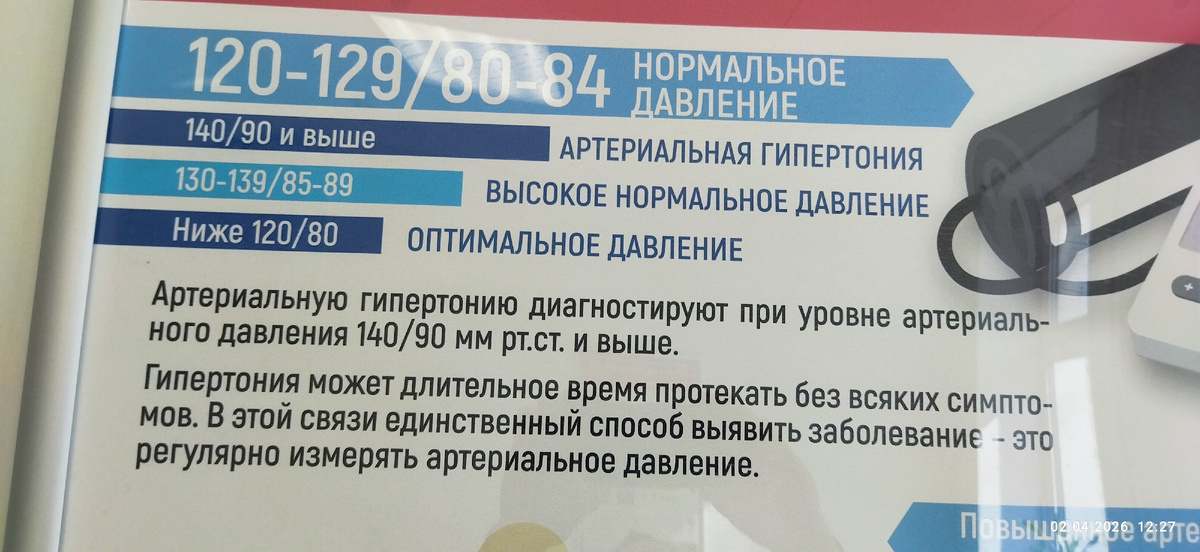 120-129/80-84 НОРМАЛЬНОЕ
ДАВЛЕНИЕ
140/90 и выше АРТЕРИАЛЬНАЯ ГИПЕРТОНИЯ
130-139/85-89 ВЫСОКОЕ НОРМАЛЬНОЕ ДАВЛЕНИЕ
Ниже 120/80 ОПТИМАЛЬНОЕ ДАВЛЕНИЕ
Артериальную гипертонию диагностируют при уровне артериаль-
ного давления 140/90 мм рт.ст. и выше.
Гипертония может длительное время протекать без всяких симпто-
мов. В этой связи единственный способ выявить заболевание – это
регулярно измерять артериальное давление.
Повышенное арте
02.04.2026 12:27